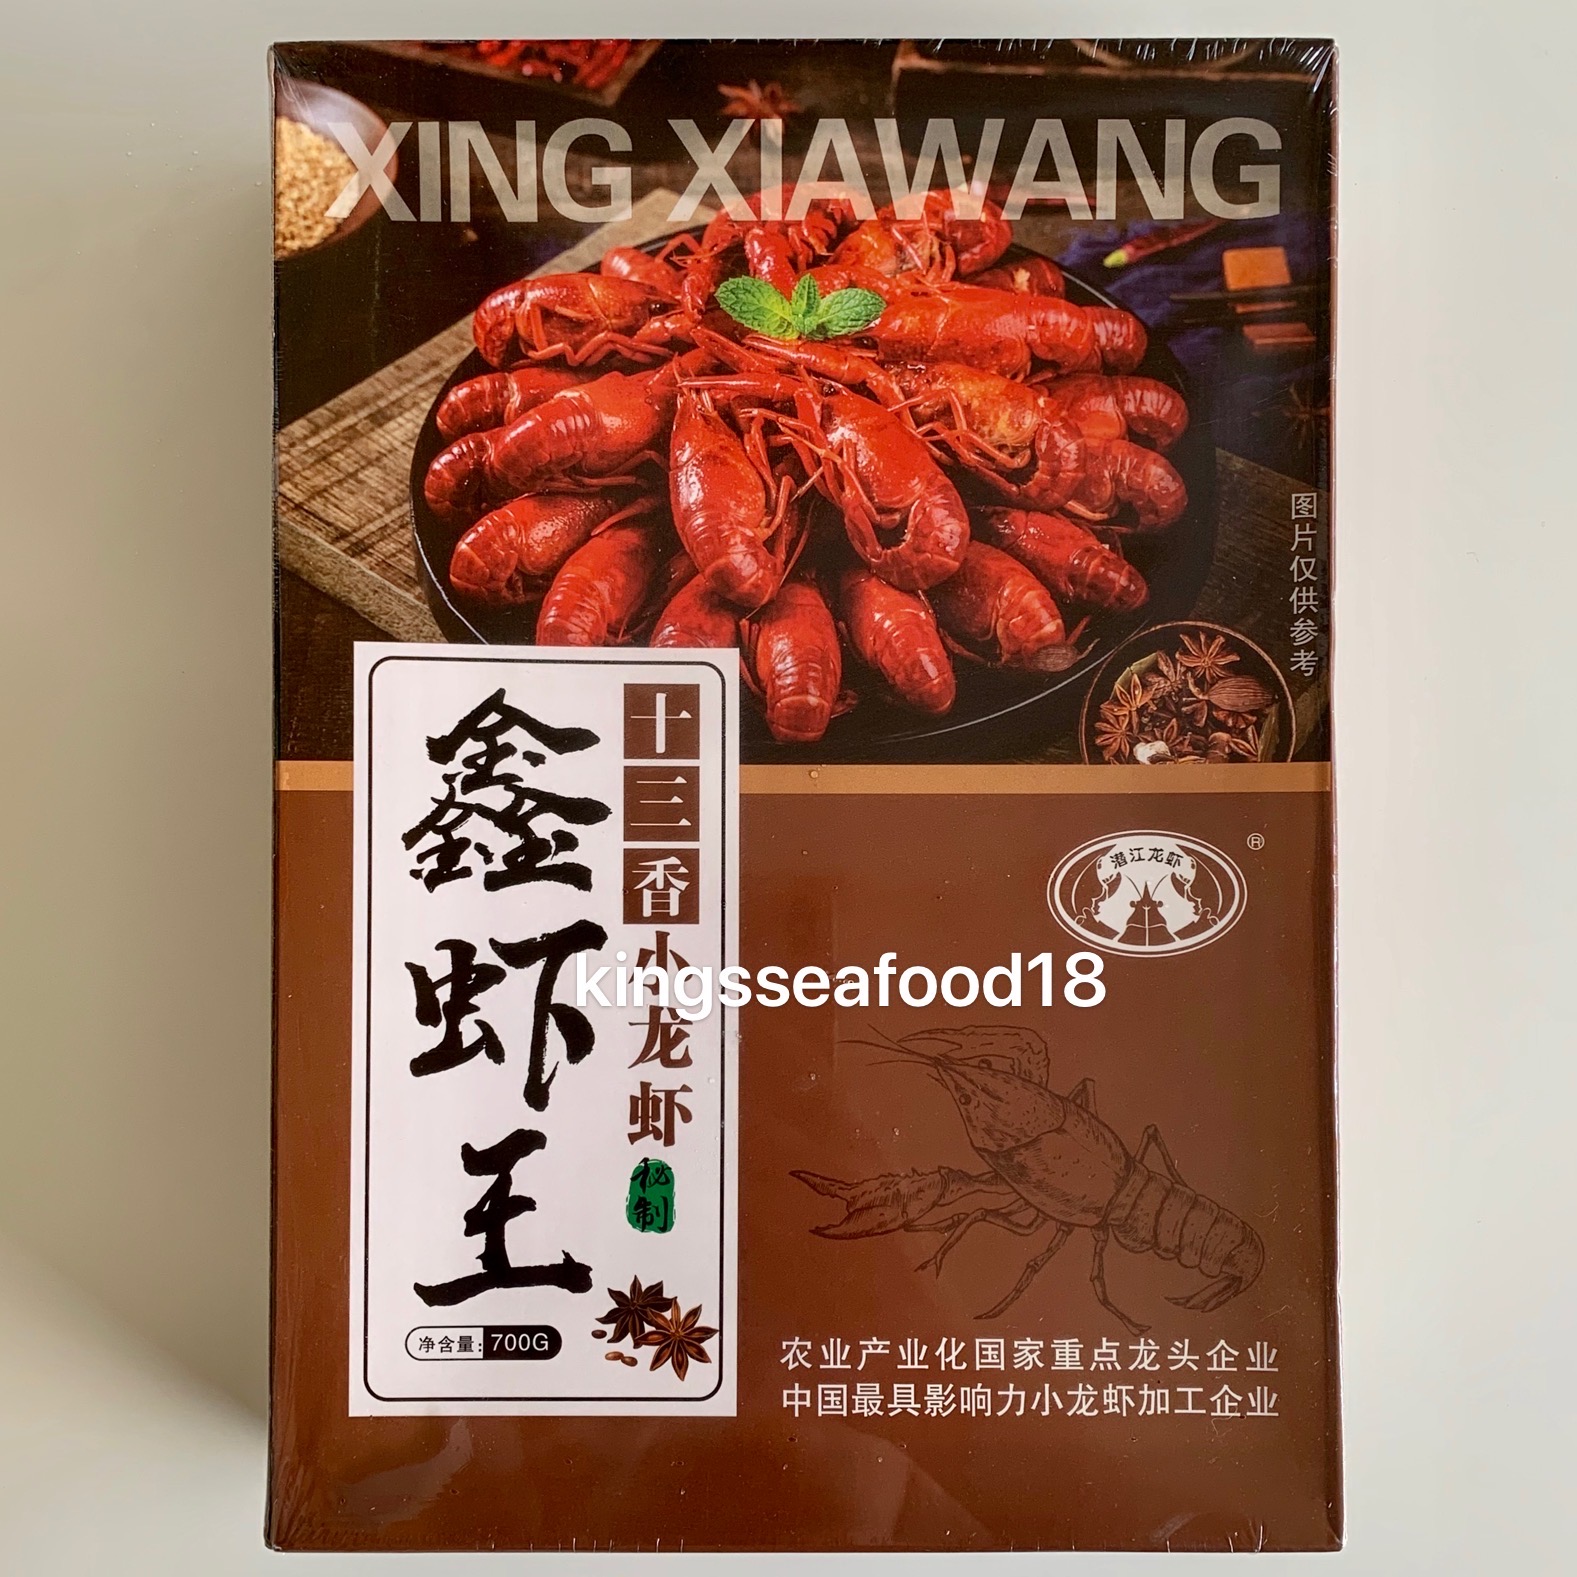 XING XIAWANG
图片仅供参考
鑫虾王
十三香小龙虾
秘制
净含量: 700G
潜江龙虾
®
kingsseafood18
农业产业化国家重点龙头企业
中国最具影响力小龙虾加工企业